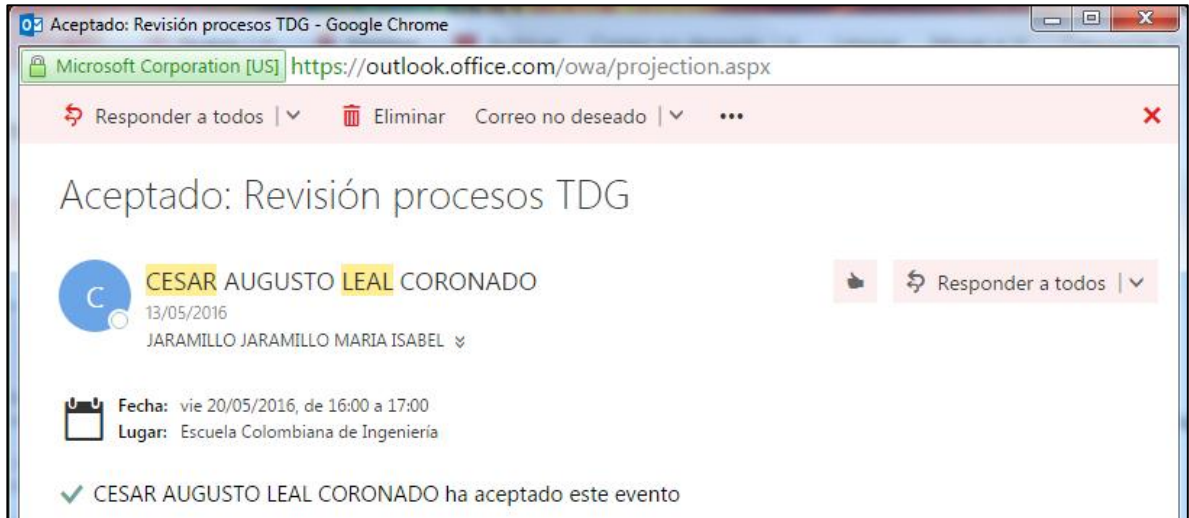 Aceptado: Revisión procesos TDG - Google Chrome
Microsoft Corporation [US] https://outlook.office.com/owa/projection.aspx
Responder a todos | Eliminar Correo no deseado | •••
Aceptado: Revisión procesos TDG
C
CESAR AUGUSTO LEAL CORONADO
Responder a todos |
13/05/2016
JARAMILLO JARAMILLO MARIA ISABEL
Fecha: vie 20/05/2016, de 16:00 a 17:00
Lugar: Escuela Colombiana de Ingeniería
CESAR AUGUSTO LEAL CORONADO ha aceptado este evento